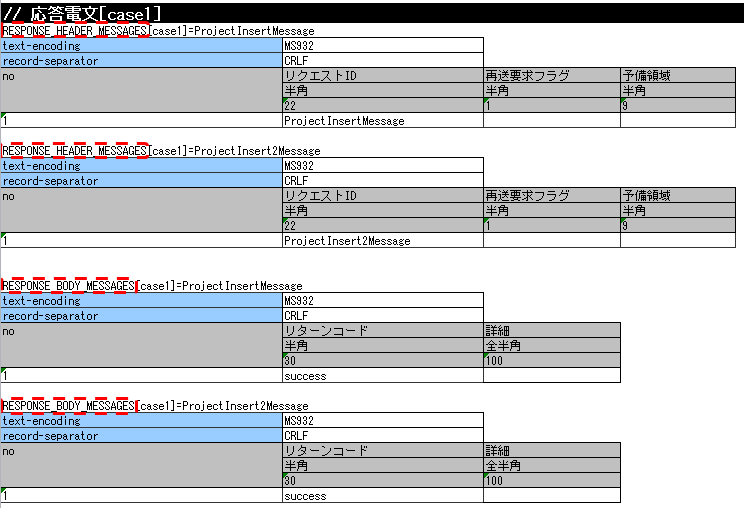 // 応答電文[case1]
RESPONSE_HEADER_MESSAGES[case1]=ProjectInsertMessage
text-encoding MS932
record-separator CRLF
no リクエストID 再送要求フラグ 予備領域
半角 半角 半角
22 1 9
1 ProjectInsertMessage
RESPONSE_HEADER_MESSAGES[case1]=ProjectInsert2Message
text-encoding MS932
record-separator CRLF
no リクエストID 再送要求フラグ 予備領域
半角 半角 半角
22 1 9
1 ProjectInsert2Message
RESPONSE_BODY_MESSAGES[case1]=ProjectInsertMessage
text-encoding MS932
record-separator CRLF
no リターンコード 詳細
半角 全半角
30 100
1 success
RESPONSE_BODY_MESSAGES[case1]=ProjectInsert2Message
text-encoding MS932
record-separator CRLF
no リターンコード 詳細
半角 全半角
30 100
1 success